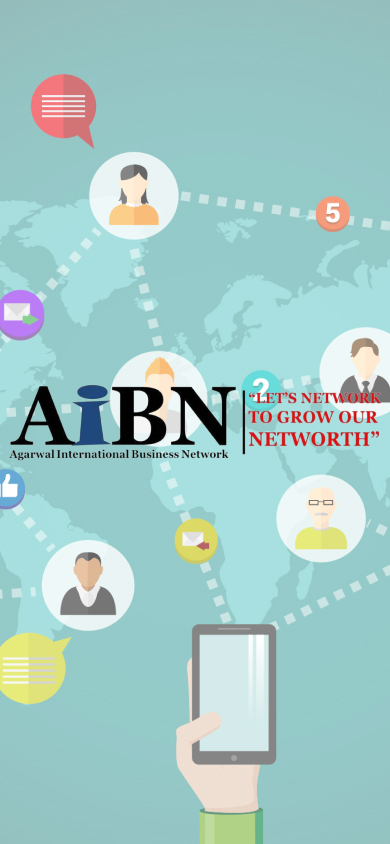 5
2
AiBN
Agarwal International Business Network
“LET'S NETWORK
TO GROW OUR
NETWORTH”